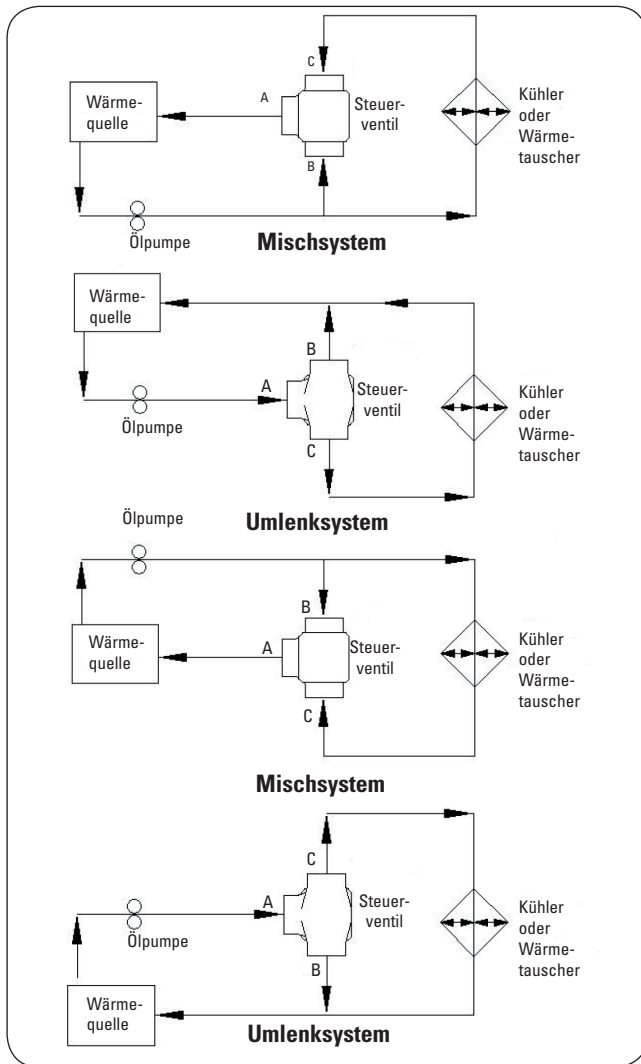 C
A
Wärme-
quelle
Steuer-
ventil
Kühler
oder
Wärme-
tauscher
B
Ölpumpe
Mischsystem
Wärme-
quelle
B
A
Steuer-
ventil
Kühler
oder
Wärme-
tauscher
Ölpumpe
C
Umlenksystem
Ölpumpe
B
A
Wärme-
quelle
Steuer-
ventil
Kühler
oder
Wärme-
tauscher
C
Mischsystem
C
A
Steuer-
ventil
Kühler
oder
Wärme-
tauscher
Ölpumpe
B
Wärme-
quelle
Umlenksystem